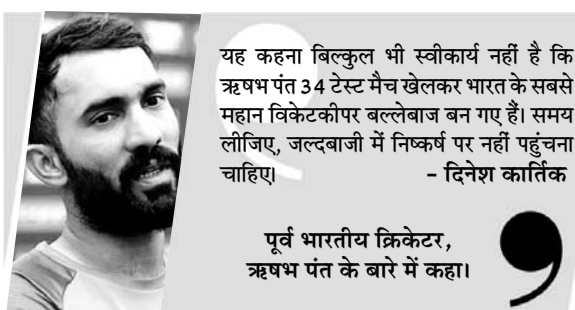 यह कहना बिल्कुल भी स्वीकार्य नहीं है कि
ऋषभ पंत 34 टेस्ट मैच खेलकर भारत के सबसे
महान विकेटकीपर बल्लेबाज बन गए हैं। समय
लीजिए, जल्दबाजी में निष्कर्ष पर नहीं पहुंचना
चाहिए। – दिनेश कार्तिक
पूर्व भारतीय क्रिकेटर,
ऋषभ पंत के बारे में कहा।